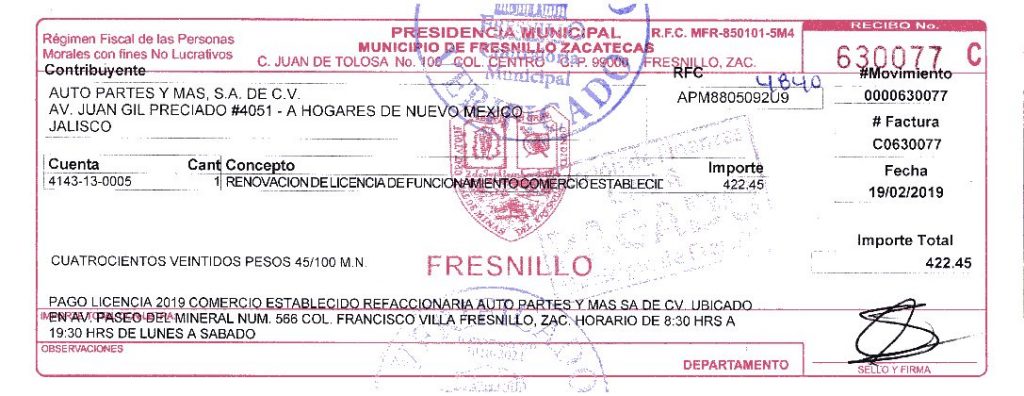 Régimen Fiscal de las Personas
Morales con fines No Lucrativos
PRESIDENCIA MUNICIPAL
MUNICIPIO DE FRESNILLO ZACATECAS
C. JUAN DE TOLOSA No. 100 COL. CENTRO C.P. 99000 FRESNILLO, ZAC.
R.F.C. MFR-850101-5M4
RECIBO No.
630077 C
Contribuyente
AUTO PARTES Y MAS, S.A. DE C.V.
AV. JUAN GIL PRECIADO #4051 - A HOGARES DE NUEVO MEXICO
JALISCO
RFC
4840
APM8805092U9
#Movimiento
0000630077
# Factura
C0630077
Fecha
19/02/2019
Cuenta Cant Concepto Importe
4143-13-0005 1 RENOVACION DE LICENCIA DE FUNCIONAMIENTO COMERCIO ESTABLECID 422.45
Importe Total
422.45
CUATROCIENTOS VEINTIDOS PESOS 45/100 M.N.
FRESNILLO
PAGADO
PAGO LICENCIA 2019 COMERCIO ESTABLECIDO REFACCIONARIA AUTO PARTES Y MAS SA DE CV. UBICADO
EN AV. PASEO DEL MINERAL NUM. 566 COL. FRANCISCO VILLA FRESNILLO, ZAC. HORARIO DE 8:30 HRS A
19:30 HRS DE LUNES A SABADO
OBSERVACIONES
DEPARTAMENTO
SELLO Y FIRMA
Contraloría
Municipal